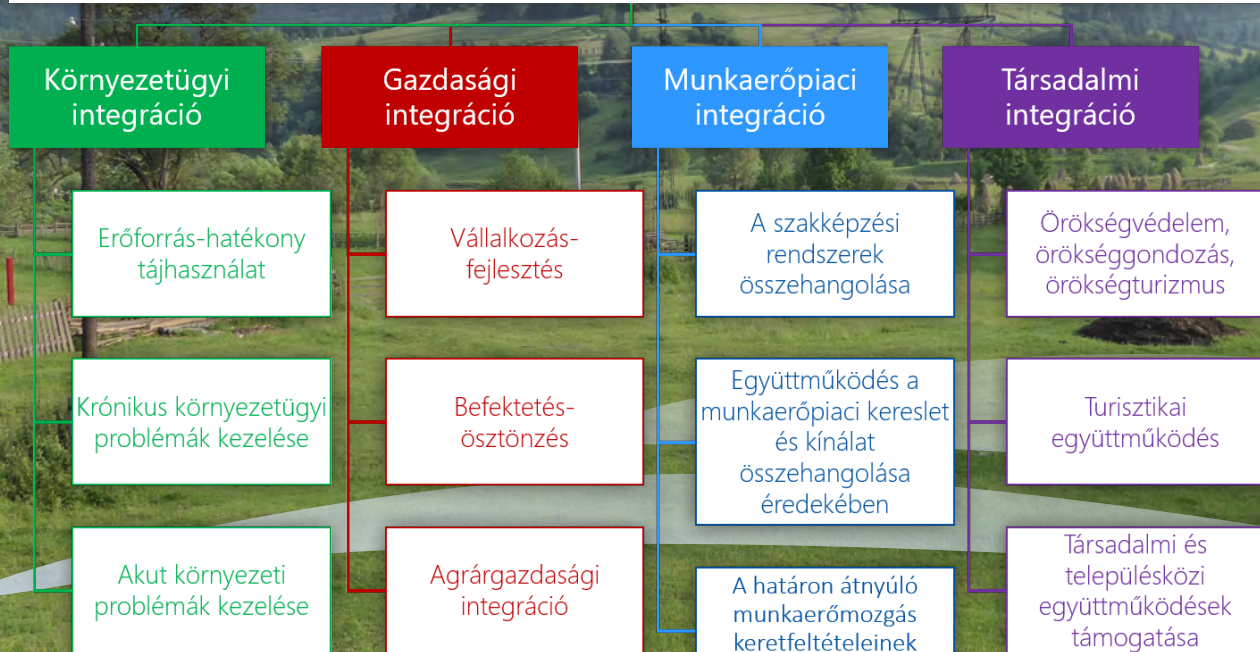 Környezetügyi
integráció
Erőforrás-hatékony
tájhasználat
Krónikus környezetügyi
problémák kezelése
Akut környezeti
problémák kezelése
Gazdasági
integráció
Vállalkozás-
fejlesztés
Befektetés-
ösztönzés
Agrárgazdasági
integráció
Munkaerőpiaci
integráció
A szakképzési
rendszerek
összehangolása
Együttműködés a
munkaerőpiaci kereslet
és kínálat
összehangolása
éredekében
A határon átnyúló
munkaerőmozgás
keretfeltételeinek
Társadalmi
integráció
Örökségvédelem,
örökséggondozás,
örökségturizmus
Turisztikai
együttműködés
Társadalmi és
településközi
együttműködések
támogatása